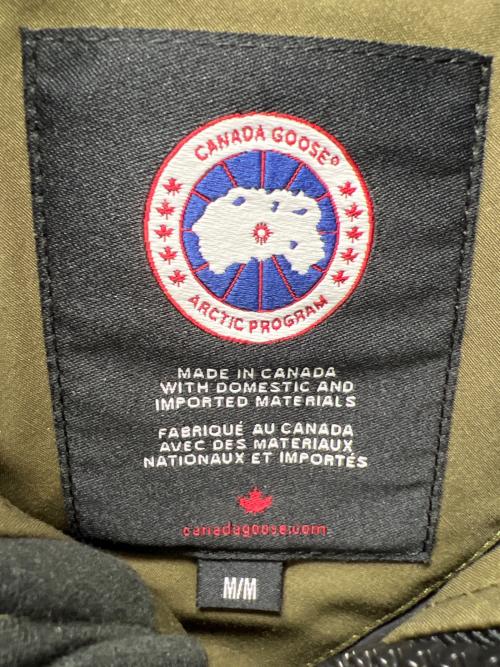 CANADA GOOSE®
ARCTIC PROGRAM
MADE IN CANADA
WITH DOMESTIC AND
IMPORTED MATERIALS
FABRIQUÉ AU CANADA
AVEC DES MATERIAUX
NATIONAUX ET IMPORTÉS
canadagoose.com
M/M